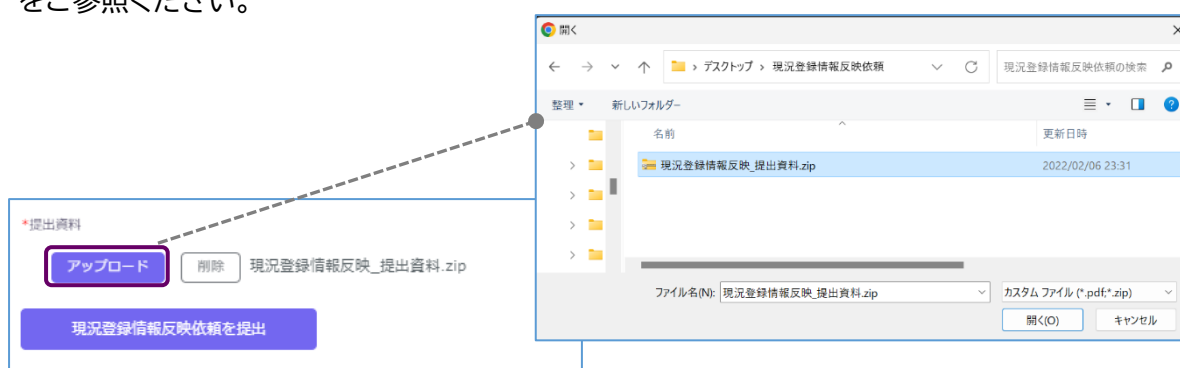 をご参照ください。
開く
デスクトップ › 現況登録情報反映依頼
現況登録情報反映依頼の検索
整理
新しいフォルダー
名前
更新日時
現況登録情報反映_提出資料.zip
2022/02/06 23:31
ファイル名(N):
現況登録情報反映_提出資料.zip
カスタム ファイル (*.pdf;*.zip)
開く(O)
キャンセル
*提出資料
アップロード
削除
現況登録情報反映_提出資料.zip
現況登録情報反映依頼を提出